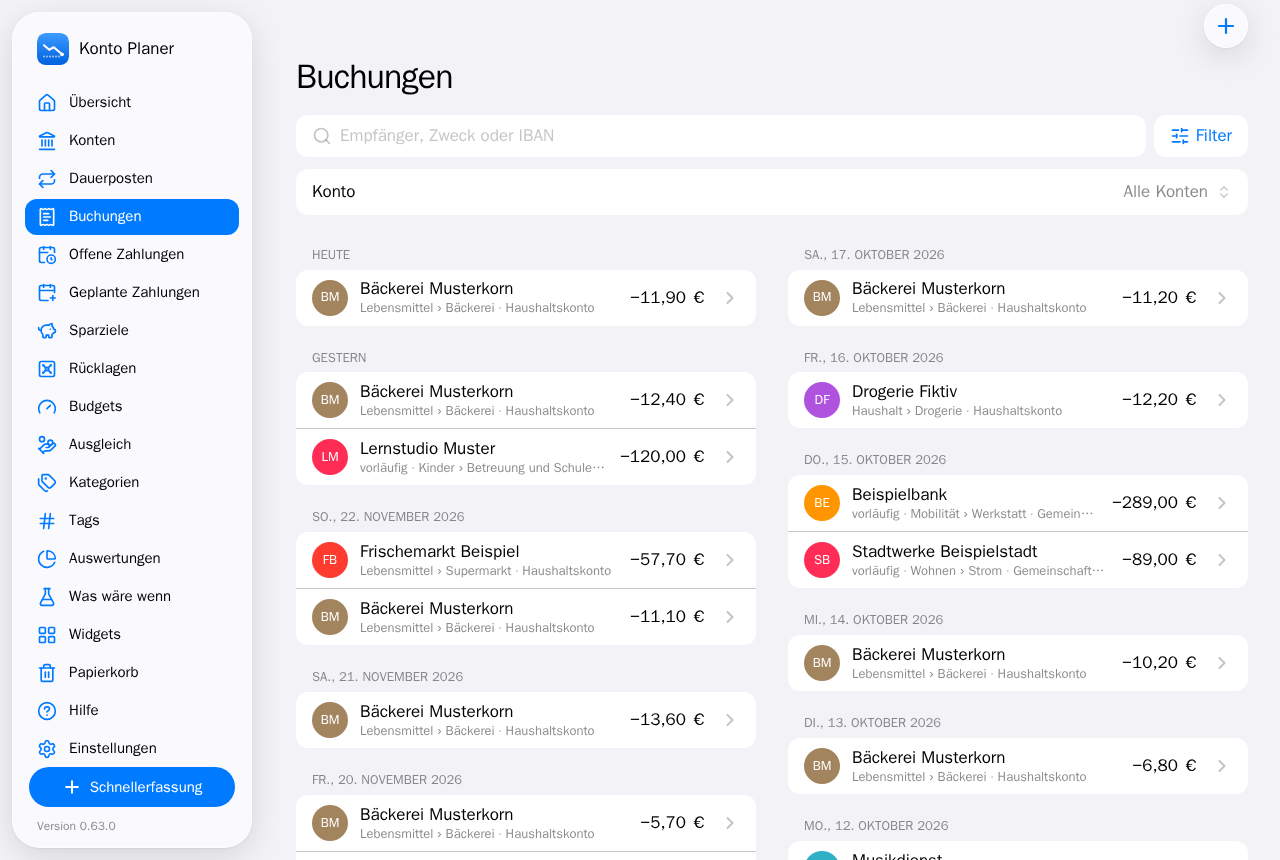 Konto Planer
Übersicht
Konten
Dauerposten
Buchungen
Offene Zahlungen
Geplante Zahlungen
Sparziele
Rücklagen
Budgets
Ausgleich
Kategorien
Tags
Auswertungen
Was wäre wenn
Widgets
Papierkorb
Hilfe
Einstellungen
Schnellerfassung
Version 0.63.0
Buchungen
Empfänger, Zweck oder IBAN
Filter
Konto
Alle Konten
HEUTE
BM
Bäckerei Musterkorn
Lebensmittel › Bäckerei · Haushaltskonto
−11,90 €
GESTERN
BM
Bäckerei Musterkorn
Lebensmittel › Bäckerei · Haushaltskonto
−12,40 €
LM
Lernstudio Muster
vorläufig · Kinder › Betreuung und Schule…
−120,00 €
SO., 22. NOVEMBER 2026
FB
Frischemarkt Beispiel
Lebensmittel › Supermarkt · Haushaltskonto
−57,70 €
BM
Bäckerei Musterkorn
Lebensmittel › Bäckerei · Haushaltskonto
−11,10 €
SA., 21. NOVEMBER 2026
BM
Bäckerei Musterkorn
Lebensmittel › Bäckerei · Haushaltskonto
−13,60 €
FR., 20. NOVEMBER 2026
BM
Bäckerei Musterkorn
Lebensmittel › Bäckerei · Haushaltskonto
−5,70 €
SA., 17. OKTOBER 2026
BM
Bäckerei Musterkorn
Lebensmittel › Bäckerei · Haushaltskonto
−11,20 €
FR., 16. OKTOBER 2026
DF
Drogerie Fiktiv
Haushalt › Drogerie · Haushaltskonto
−12,20 €
DO., 15. OKTOBER 2026
BE
Beispielbank
vorläufig · Mobilität › Werkstatt · Gemein…
−289,00 €
SB
Stadtwerke Beispielstadt
vorläufig · Wohnen › Strom · Gemeinschaft…
−89,00 €
MI., 14. OKTOBER 2026
BM
Bäckerei Musterkorn
Lebensmittel › Bäckerei · Haushaltskonto
−10,20 €
DI., 13. OKTOBER 2026
BM
Bäckerei Musterkorn
Lebensmittel › Bäckerei · Haushaltskonto
−6,80 €
MO., 12. OKTOBER 2026
Musikdienst